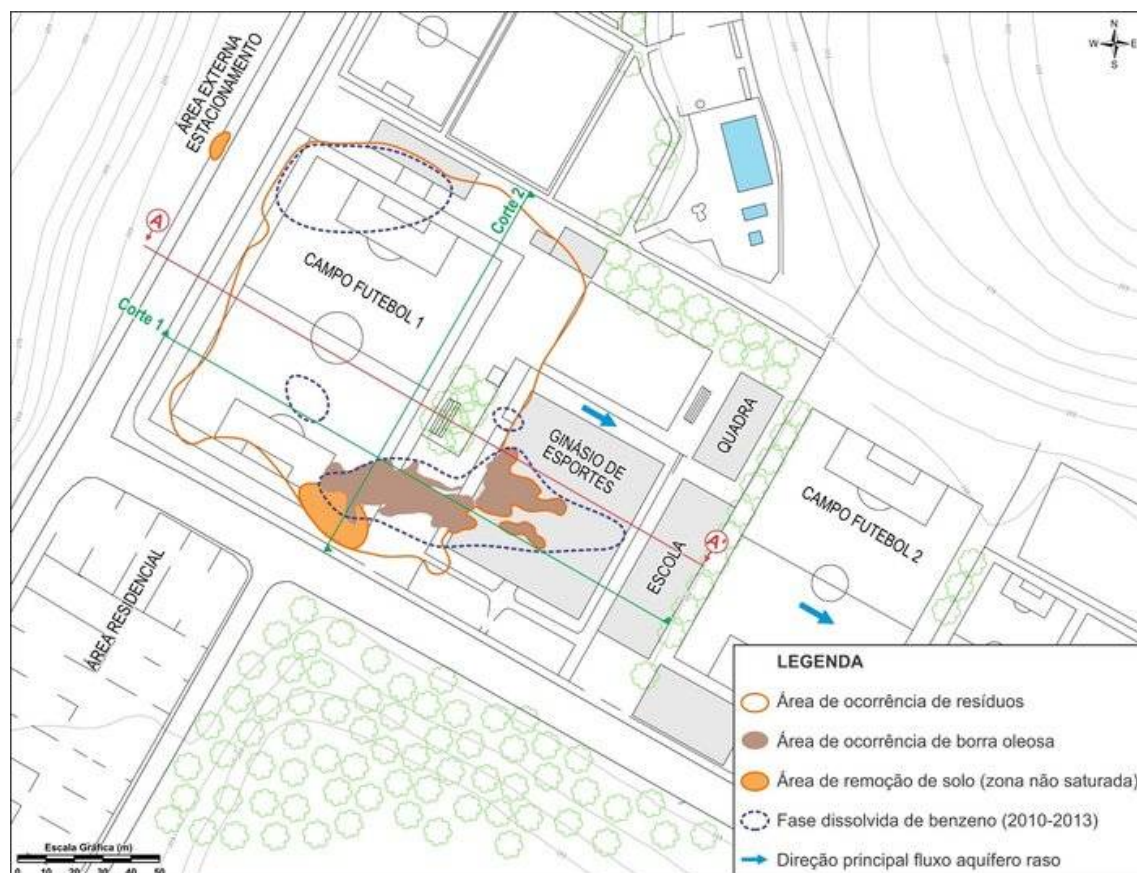 N
W E
S
ÁREA EXTERNA
ESTACIONAMENTO
A
Corte 2
CAMPO FUTEBOL 1
Corte 1
GINÁSIO DE
ESPORTES
QUADRA
A'
ESCOLA
CAMPO FUTEBOL 2
ÁREA RESIDENCIAL
LEGENDA
Área de ocorrência de resíduos
Área de ocorrência de borra oleosa
Área de remoção de solo (zona não saturada)
Fase dissolvida de benzeno (2010-2013)
Direção principal fluxo aquífero raso
Escala Gráfica (m)
0 10 20 30 40 50